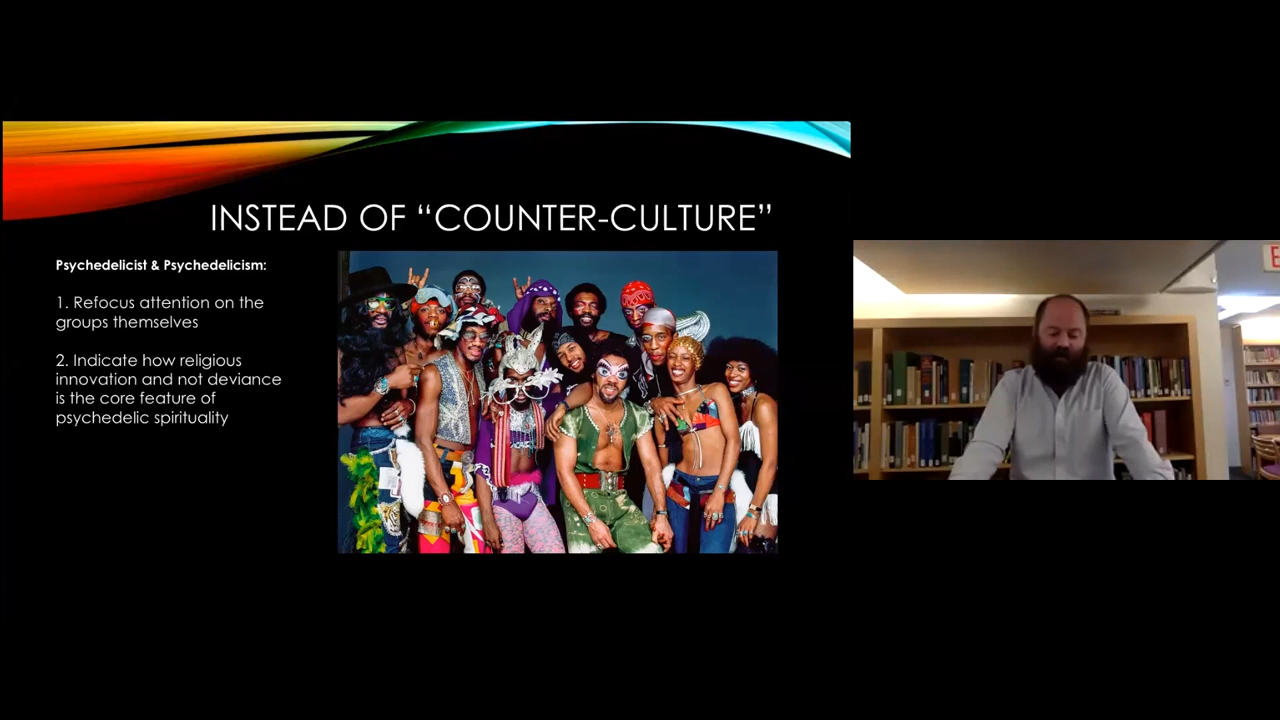 INSTEAD OF “COUNTER-CULTURE”
Psychedelicist & Psychedelicism:
1. Refocus attention on the
groups themselves
2. Indicate how religious
innovation and not deviance
is the core feature of
psychedelic spirituality